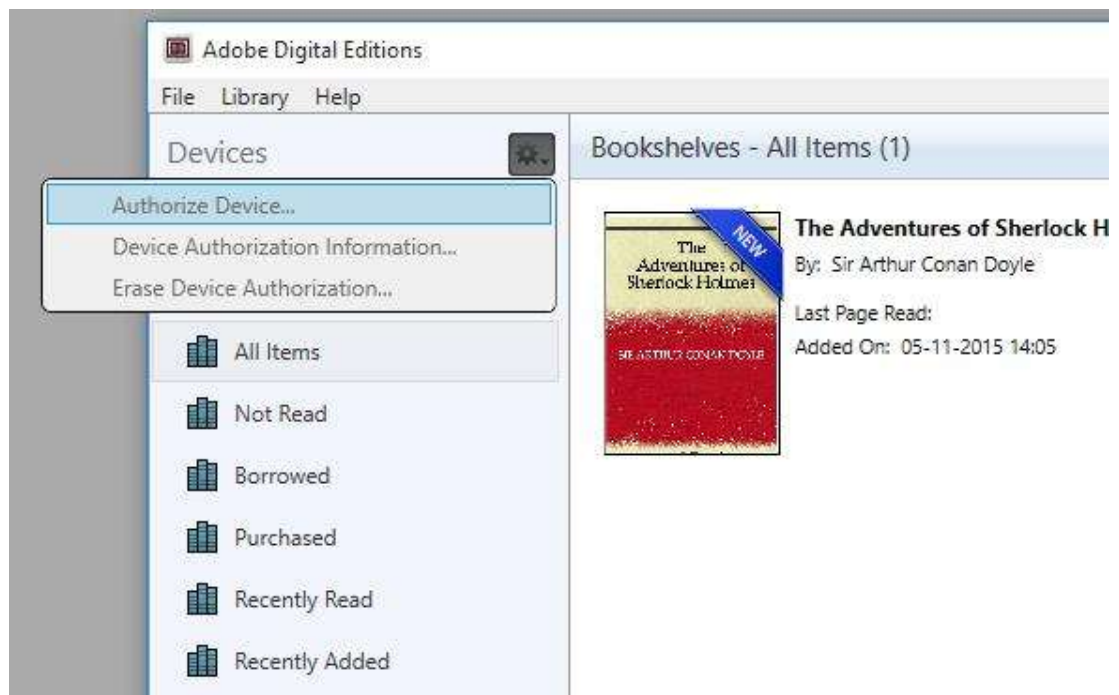 Adobe Digital Editions
File Library Help
Devices
Authorize Device...
Device Authorization Information...
Erase Device Authorization...
All Items
Not Read
Borrowed
Purchased
Recently Read
Recently Added
Bookshelves - All Items (1)
NEW
The
Adventures of
Sherlock Holmes
SIR ARTHUR CONAN DOYLE
The Adventures of Sherlock H
By: Sir Arthur Conan Doyle
Last Page Read:
Added On: 05-11-2015 14:05